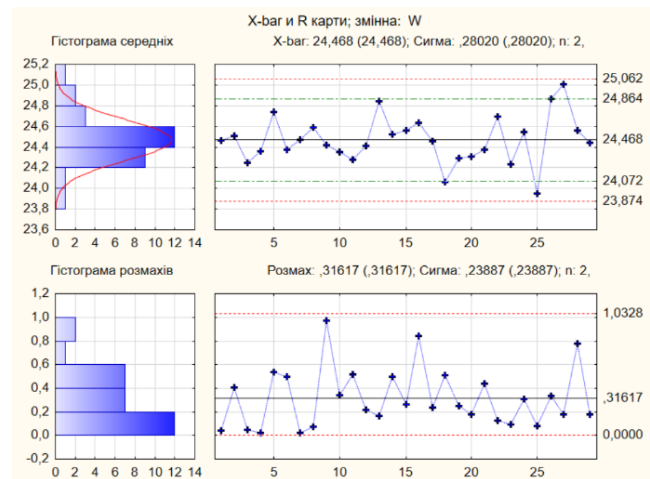 X-bar и R карти; змінна: W
Гістограма середніх
X-bar: 24,468 (24,468); Сигма: ,28020 (,28020); n: 2,
25,2
25,0
24,8
24,6
24,4
24,2
24,0
23,8
23,6
0 2 4 6 8 10 12 14
5 10 15 20 25
25,062
24,864
24,468
24,072
23,874
Гістограма розмахів
Розмах: ,31617 (,31617); Сигма: ,23887 (,23887); n: 2,
1,2
1,0
0,8
0,6
0,4
0,2
0,0
-0,2
0 2 4 6 8 10 12 14
5 10 15 20 25
1,0328
,31617
0,0000